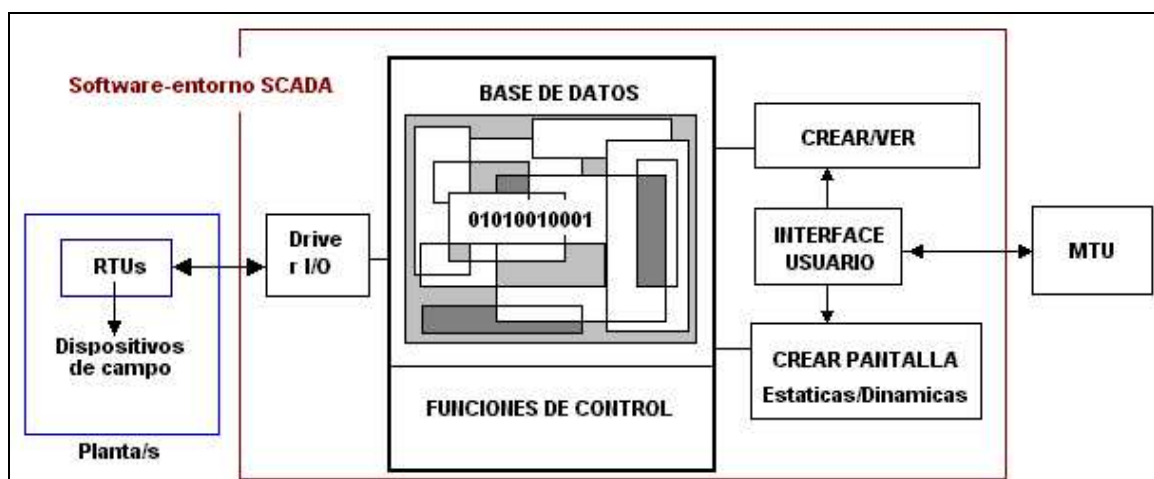 Software-entorno SCADA
RTUs
Dispositivos
de campo
Planta/s
Drive
r I/O
BASE DE DATOS
01010010001
FUNCIONES DE CONTROL
CREAR/VER
INTERFACE
USUARIO
CREAR PANTALLA
Estaticas/Dinamicas
MTU